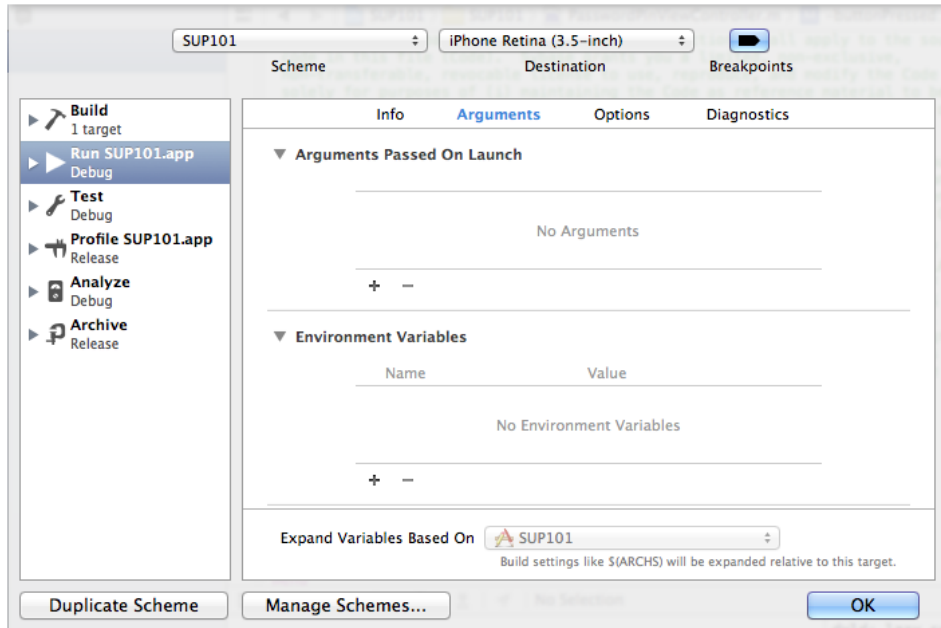 SUP101 iPhone Retina (3.5-inch)
Scheme Destination Breakpoints
Build
1 target
Run SUP101.app
Debug
Test
Debug
Profile SUP101.app
Release
Analyze
Debug
Archive
Release
Info Arguments Options Diagnostics
Arguments Passed On Launch
No Arguments
+ −
Environment Variables
Name Value
No Environment Variables
+ −
Expand Variables Based On SUP101
Build settings like $(ARCHS) will be expanded relative to this target.
No Selection
Duplicate Scheme Manage Schemes... OK